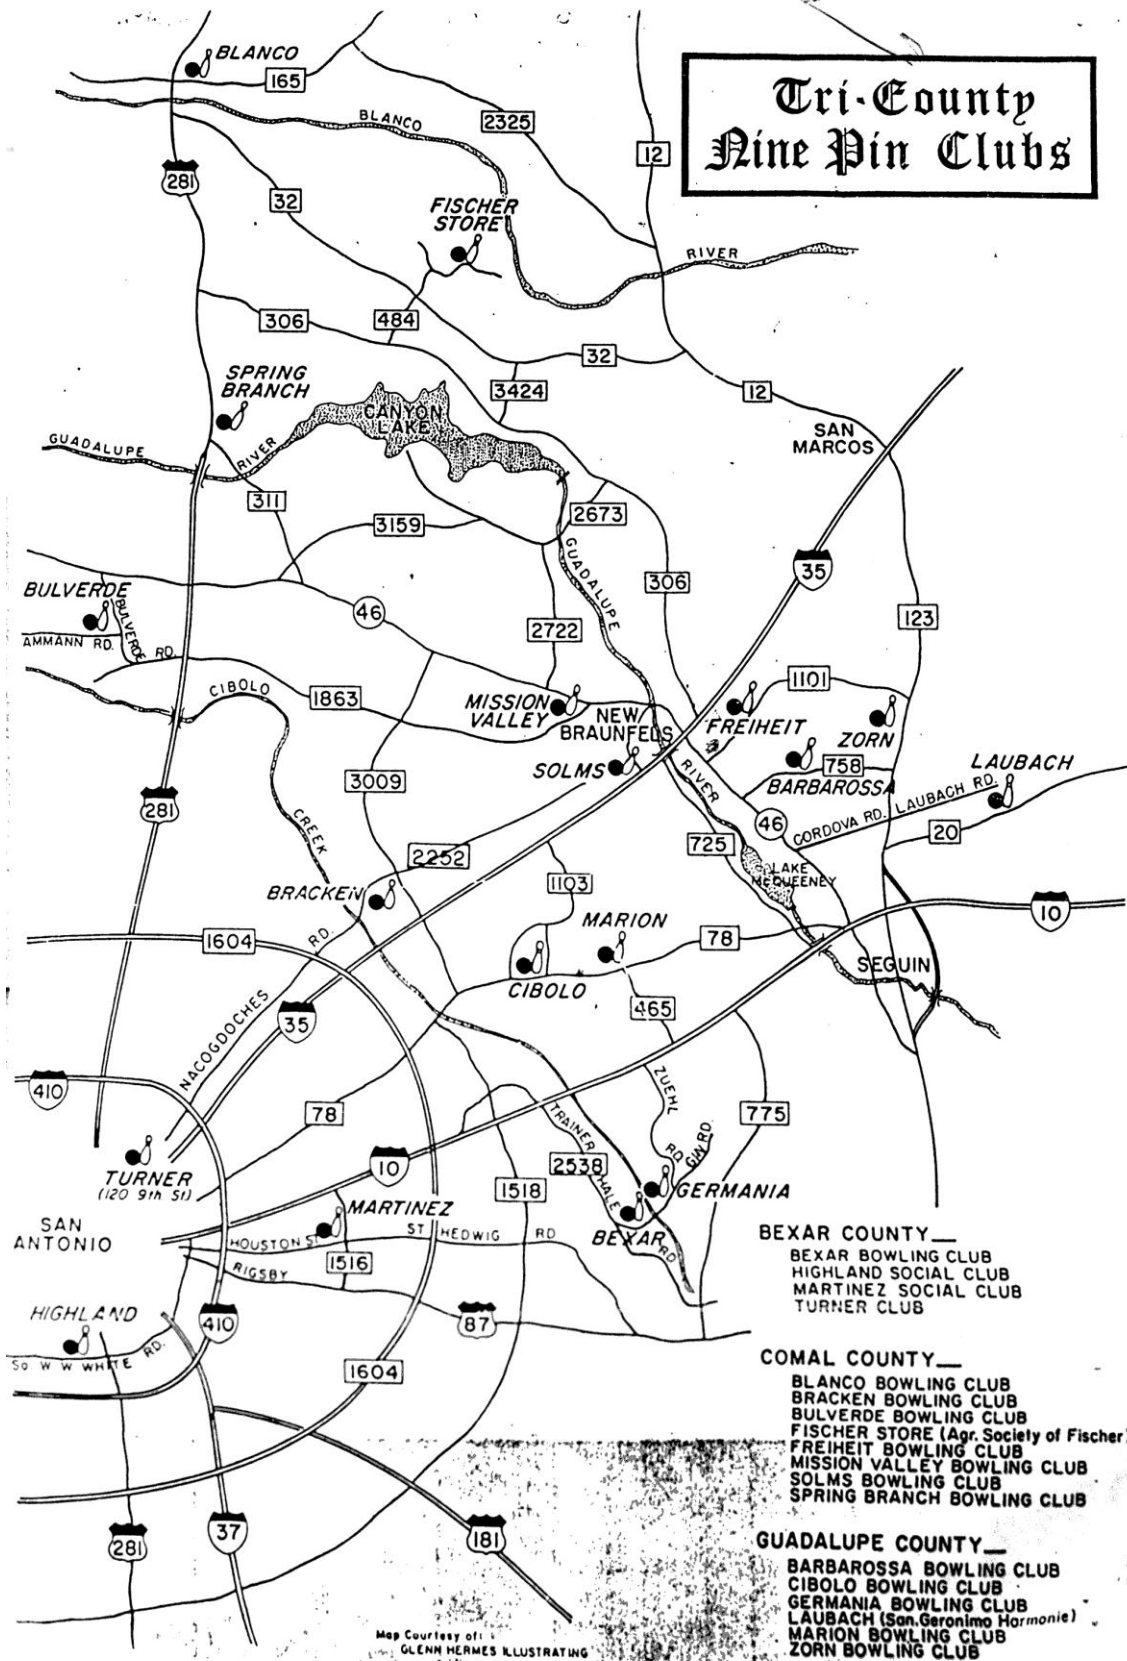 Tri-County
Nine Pin Clubs
BLANCO
165
BLANCO
2325
12
281
32
FISCHER
STORE
RIVER
306
484
32
3424
12
SPRING
BRANCH
CANYON
LAKE
SAN
MARCOS
GUADALUPE
RIVER
311
3159
2673
GUADALUPE
35
306
BULVERDE
BULVERDE
RD.
AMMANN RD.
46
2722
123
CIBOLO
1863
MISSION
VALLEY
NEW
BRAUNFELS
1101
FREIHEIT
ZORN
SOLMS
RIVER
758
BARBAROSSA
LAUBACH
3009
281
CREEK
46
CORDOVA RD. LAUBACH RD.
20
725
2252
1103
LAKE
McQUEENEY
BRACKEN
MARION
78
10
1604
NACOGDOCHES
RD.
CIBOLO
SEGUIN
35
465
410
78
ZUEHL
RD
GIN RD.
775
TRAINER
HALE
RD
10
2538
TURNER
(120 9th St)
1518
GERMANIA
MARTINEZ
BEXAR
SAN
ANTONIO
HOUSTON St
ST HEDWIG RD
RIGSBY
1516
HIGHLAND
410
87
So. W W WHITE RD.
1604
281
37
181
BEXAR COUNTY
BEXAR BOWLING CLUB
HIGHLAND SOCIAL CLUB
MARTINEZ SOCIAL CLUB
TURNER CLUB
COMAL COUNTY
BLANCO BOWLING CLUB
BRACKEN BOWLING CLUB
BULVERDE BOWLING CLUB
FISCHER STORE (Agr. Society of Fischer)
FREIHEIT BOWLING CLUB
MISSION VALLEY BOWLING CLUB
SOLMS BOWLING CLUB
SPRING BRANCH BOWLING CLUB
GUADALUPE COUNTY
BARBAROSSA BOWLING CLUB
CIBOLO BOWLING CLUB
GERMANIA BOWLING CLUB
LAUBACH (San.Geronimo Harmonie)
MARION BOWLING CLUB
ZORN BOWLING CLUB
Map Courtesy of:
GLENN HERMES ILLUSTRATING